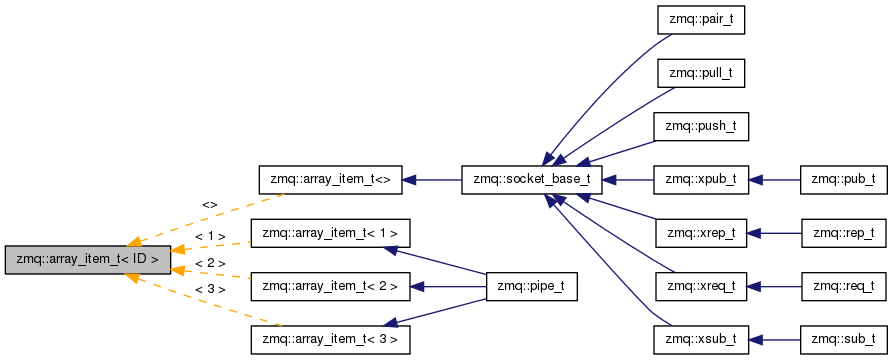 zmq::pair_t
zmq::pull_t
zmq::push_t
zmq::array_item_t<>
zmq::socket_base_t
zmq::xpub_t
zmq::pub_t
<>
< 1 >
zmq::array_item_t< 1 >
zmq::xrep_t
zmq::rep_t
zmq::array_item_t< ID >
< 2 >
zmq::array_item_t< 2 >
zmq::pipe_t
zmq::xreq_t
zmq::req_t
< 3 >
zmq::array_item_t< 3 >
zmq::xsub_t
zmq::sub_t